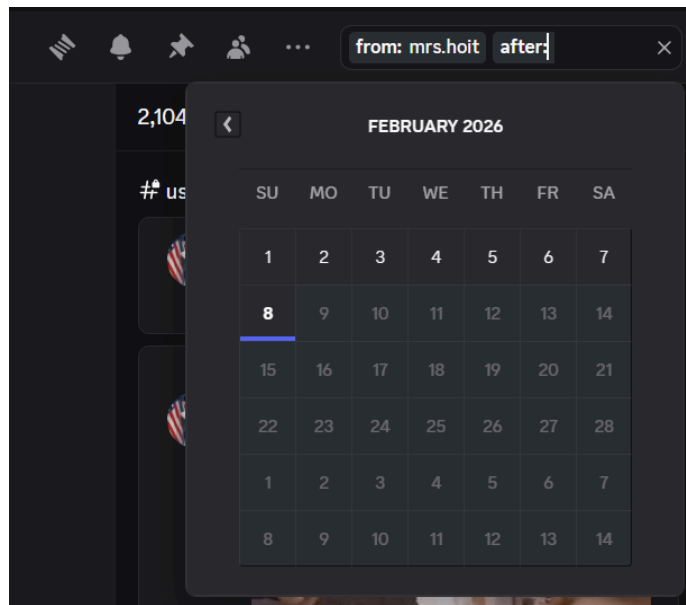 from: mrs.hoit after:
2,104
FEBRUARY 2026
# us
SU MO TU WE TH FR SA
1 2 3 4 5 6 7
8 9 10 11 12 13 14
15 16 17 18 19 20 21
22 23 24 25 26 27 28
1 2 3 4 5 6 7
8 9 10 11 12 13 14